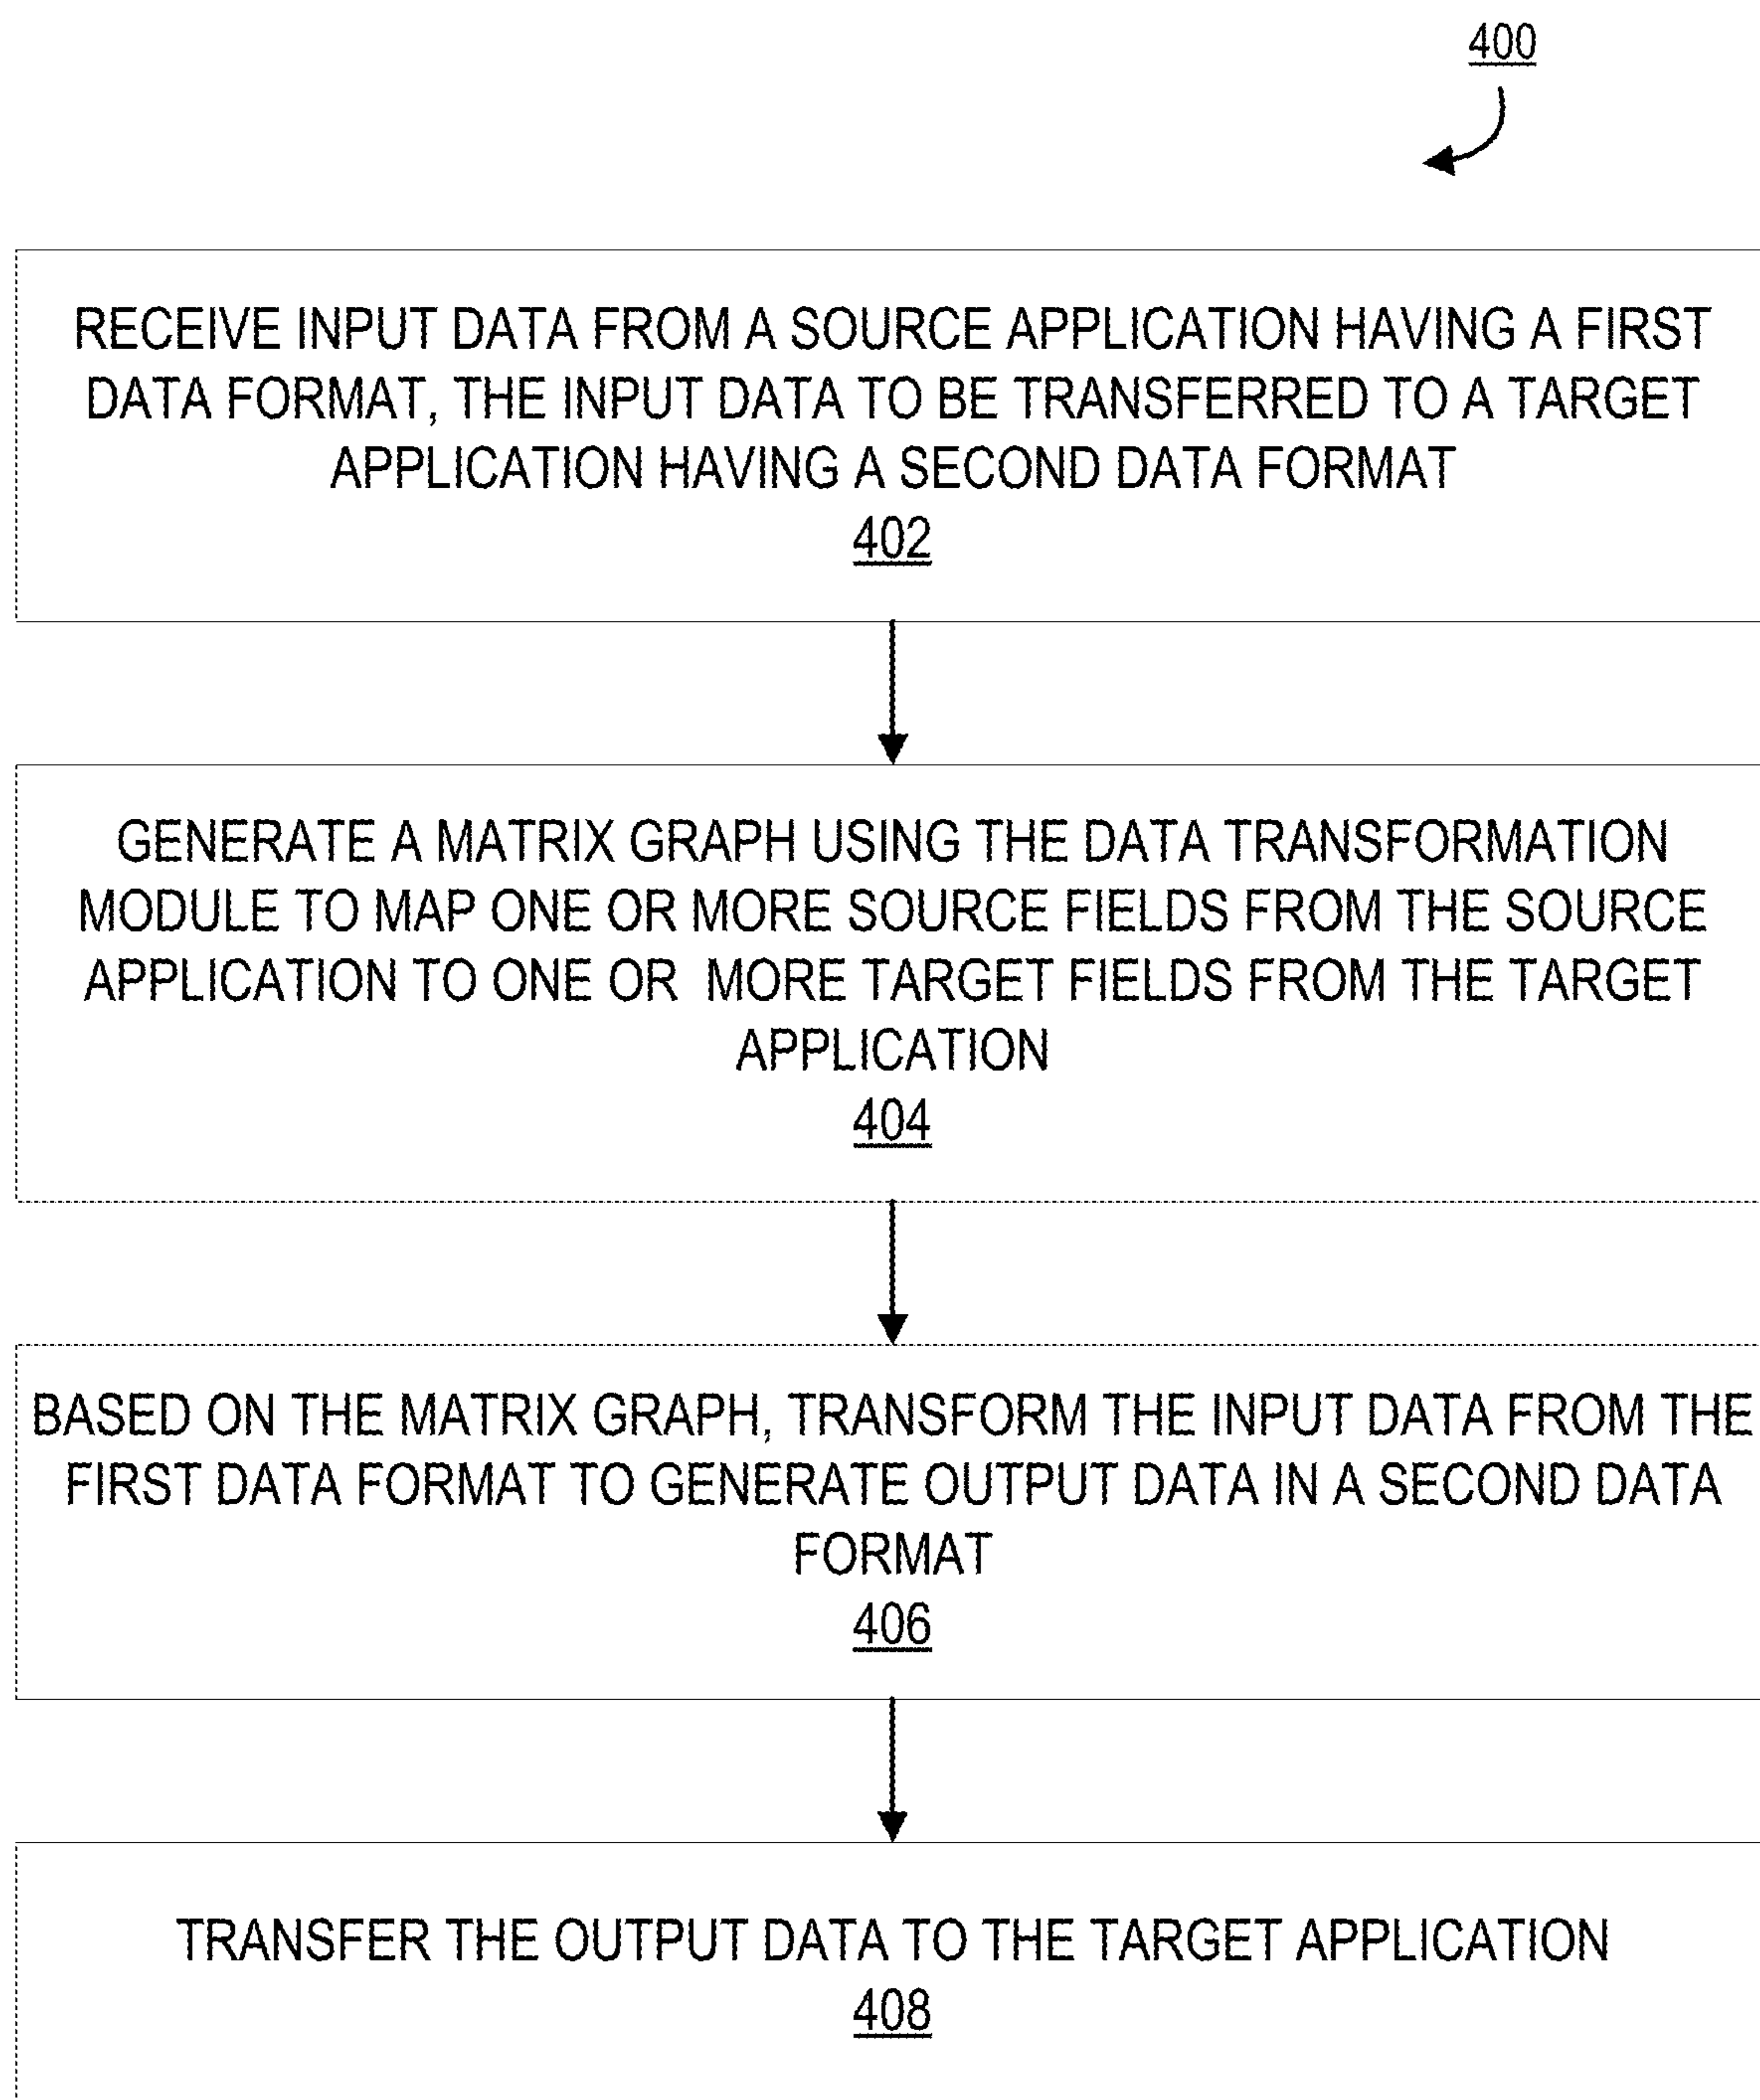 400
RECEIVE INPUT DATA FROM A SOURCE APPLICATION HAVING A FIRST
DATA FORMAT, THE INPUT DATA TO BE TRANSFERRED TO A TARGET
APPLICATION HAVING A SECOND DATA FORMAT
402
GENERATE A MATRIX GRAPH USING THE DATA TRANSFORMATION
MODULE TO MAP ONE OR MORE SOURCE FIELDS FROM THE SOURCE
APPLICATION TO ONE OR MORE TARGET FIELDS FROM THE TARGET
APPLICATION
404
BASED ON THE MATRIX GRAPH, TRANSFORM THE INPUT DATA FROM THE
FIRST DATA FORMAT TO GENERATE OUTPUT DATA IN A SECOND DATA
FORMAT
406
TRANSFER THE OUTPUT DATA TO THE TARGET APPLICATION
408